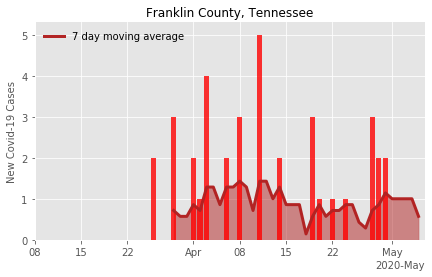 Franklin County, Tennessee
7 day moving average
New Covid-19 Cases
5
4
3
2
1
0
08 15 22 Apr 08 15 22 May
2020-May